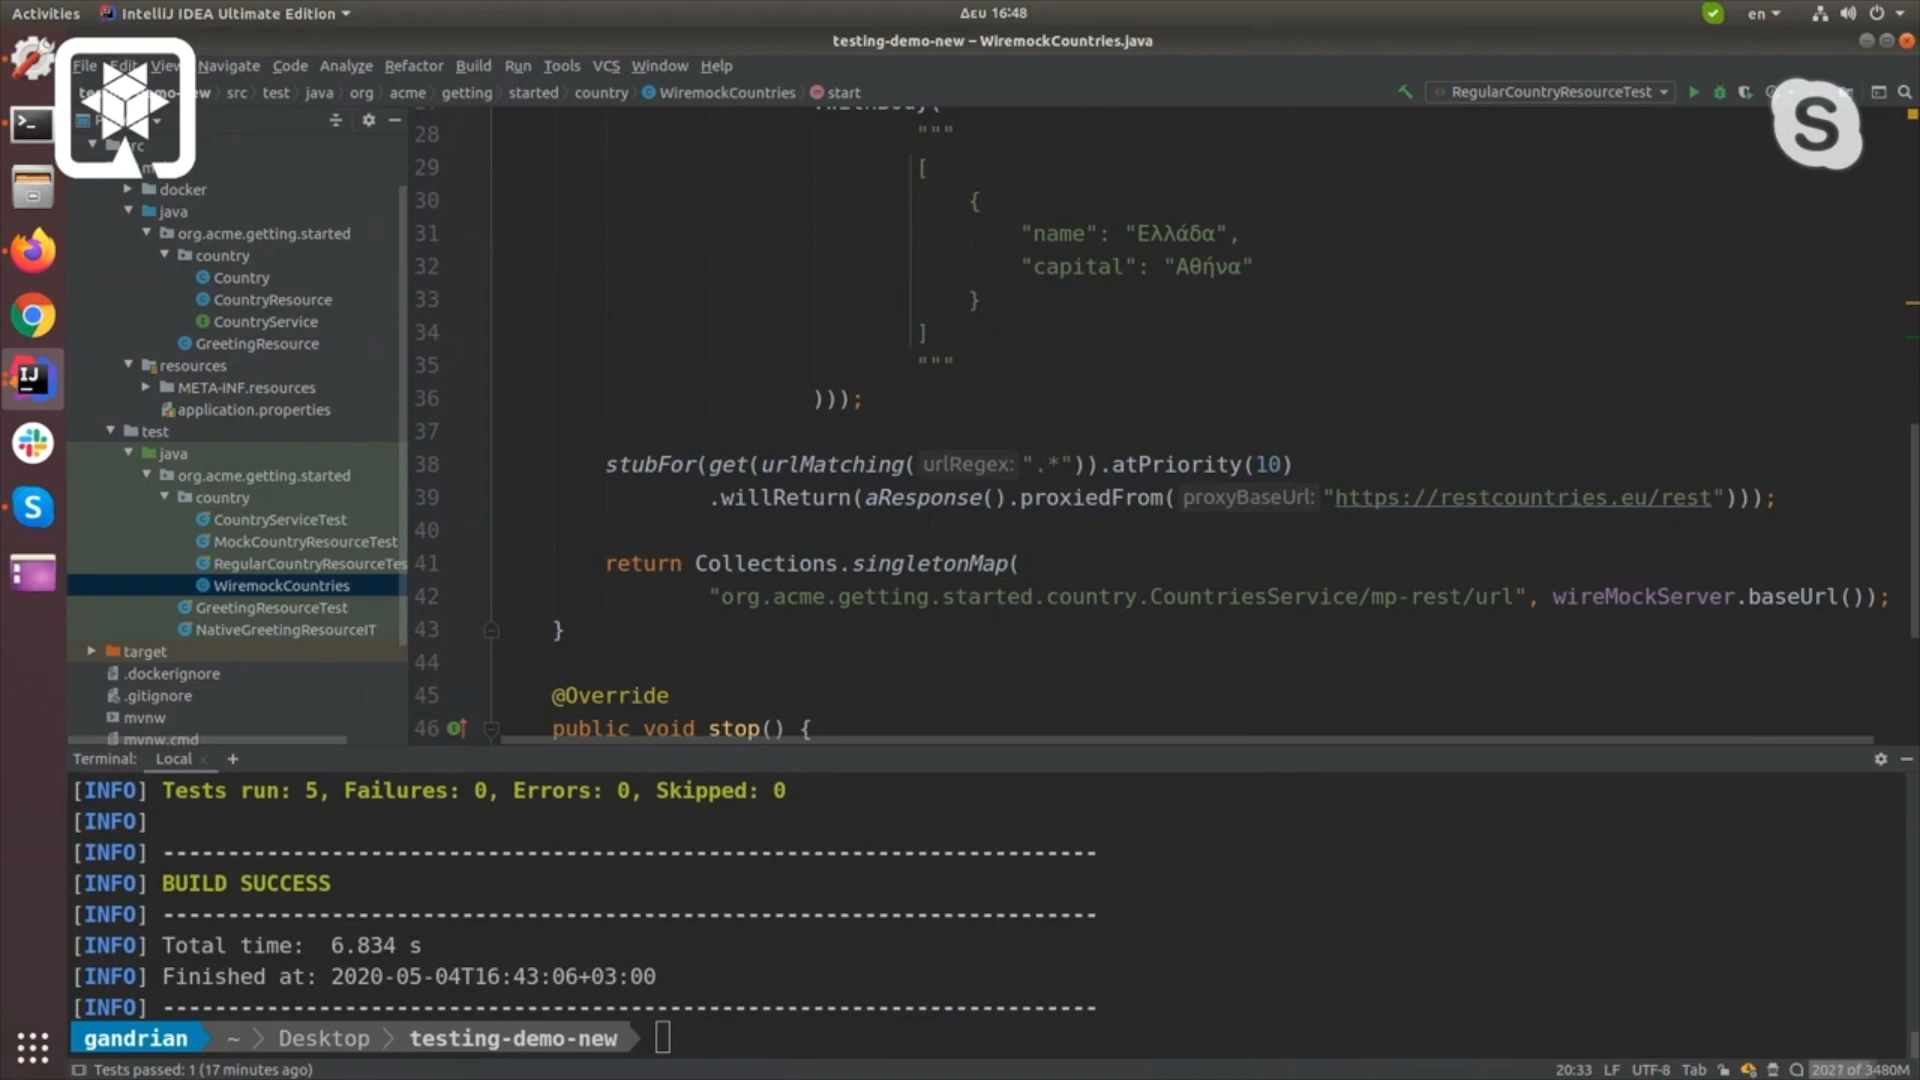 Activities IntelliJ IDEA Ultimate Edition Δευ 16:48 en
testing-demo-new – WiremockCountries.java
File Edit View Navigate Code Analyze Refactor Build Run Tools VCS Window Help
src test java org acme getting started country WiremockCountries start RegularCountryResourceTest
docker
java
org.acme.getting.started
country
Country
CountryResource
CountryService
GreetingResource
resources
META-INF.resources
application.properties
test
java
org.acme.getting.started
country
CountryServiceTest
MockCountryResourceTest
RegularCountryResourceTes
WiremockCountries
GreetingResourceTest
NativeGreetingResourceIT
target
.dockerignore
.gitignore
mvnw
mvnw.cmd
28 """
29 [
30 {
31 "name": "Ελλάδα",
32 "capital": "Αθήνα"
33 }
34 ]
35 """
36 )));
37
38 stubFor(get(urlMatching( urlRegex: ".*")).atPriority(10)
39 .willReturn(aResponse().proxiedFrom( proxyBaseUrl: "https://restcountries.eu/rest")));
40
41 return Collections.singletonMap(
42 "org.acme.getting.started.country.CountriesService/mp-rest/url", wireMockServer.baseUrl());
43 }
44
45 @Override
46 public void stop() {
Terminal: Local × +
[INFO] Tests run: 5, Failures: 0, Errors: 0, Skipped: 0
[INFO]
[INFO] ------------------------------------------------------------------------
[INFO] BUILD SUCCESS
[INFO] ------------------------------------------------------------------------
[INFO] Total time:  6.834 s
[INFO] Finished at: 2020-05-04T16:43:06+03:00
[INFO] ------------------------------------------------------------------------
gandrian ~ Desktop testing-demo-new
Tests passed: 1 (17 minutes ago) 20:33 LF UTF-8 Tab 2027 of 3480M